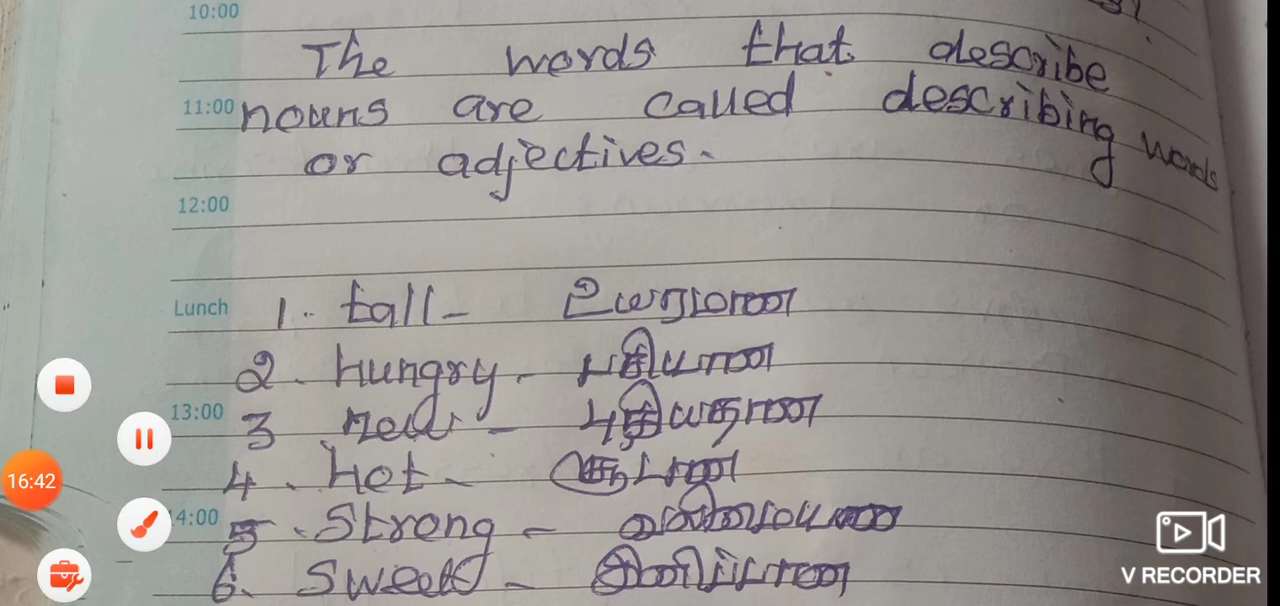 10:00
The words that describe
11:00 nouns are called describing words
or adjectives.
12:00
Lunch 1. tall - உயரமான
2. hungry - பசியான
13:00
3 new - புதியதான
4. hot - சூடான
14:00 5. Strong - வலிமையான
6. Sweet - இனிப்பான
16:42
V RECORDER